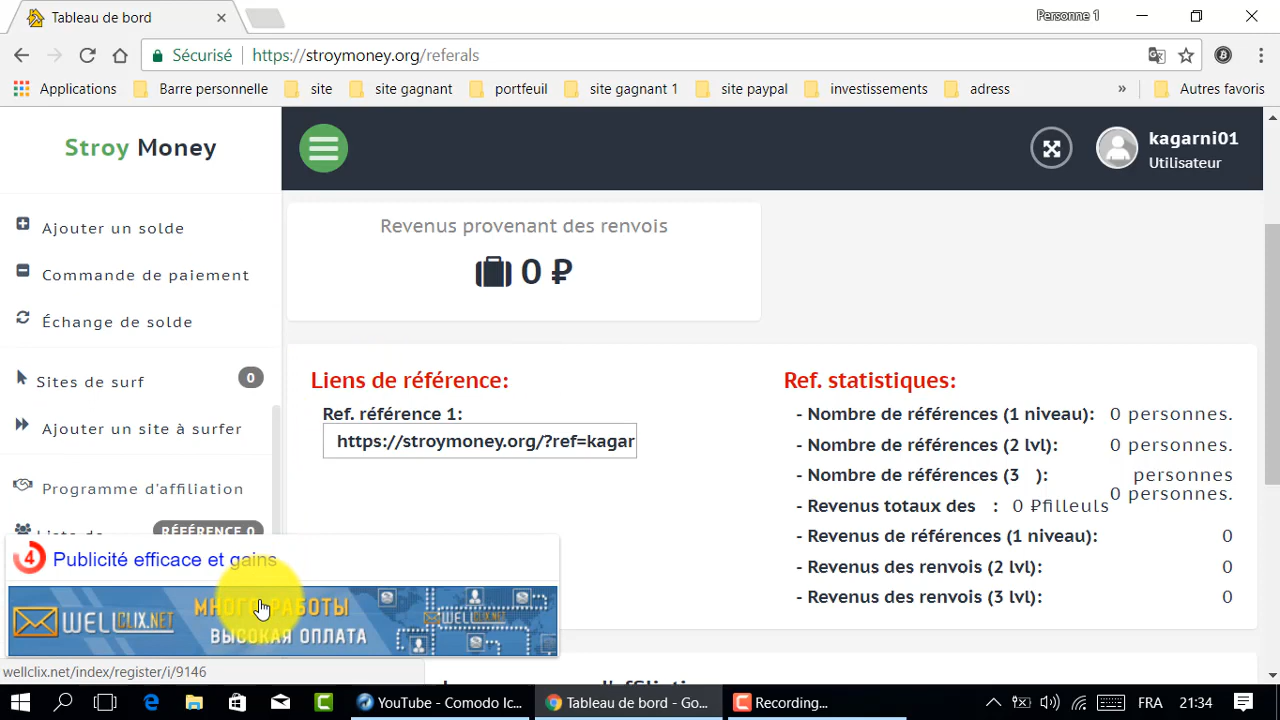 Tableau de bord
Personne 1
Sécurisé
https://stroymoney.org/referals
Applications
Barre personnelle
site
site gagnant
portfeuil
site gagnant 1
site paypal
investissements
adress
»
Autres favoris
Stroy Money
kagarni01
Utilisateur
Ajouter un solde
Commande de paiement
Échange de solde
Sites de surf
0
Ajouter un site à surfer
Programme d'affiliation
RÉFÉRENCE 0
Revenus provenant des renvois
0 ₽
Liens de référence:
Ref. référence 1:
https://stroymoney.org/?ref=kagar
Ref. statistiques:
- Nombre de références (1 niveau): 0 personnes.
- Nombre de références (2 lvl): 0 personnes.
- Nombre de références (3 ): personnes
0 personnes.
- Revenus totaux des : 0 ₽filleuls
- Revenus de références (1 niveau): 0
- Revenus des renvois (2 lvl): 0
- Revenus des renvois (3 lvl): 0
4
Publicité efficace et gains
WELLCLIX.NET
МНОГО РАБОТЫ
ВЫСОКАЯ ОПЛАТА
WELLCLIX.NET
wellclix.net/index/register/i/9146
YouTube - Comodo Ic...
Tableau de bord - Go...
Recording...
FRA
21:34